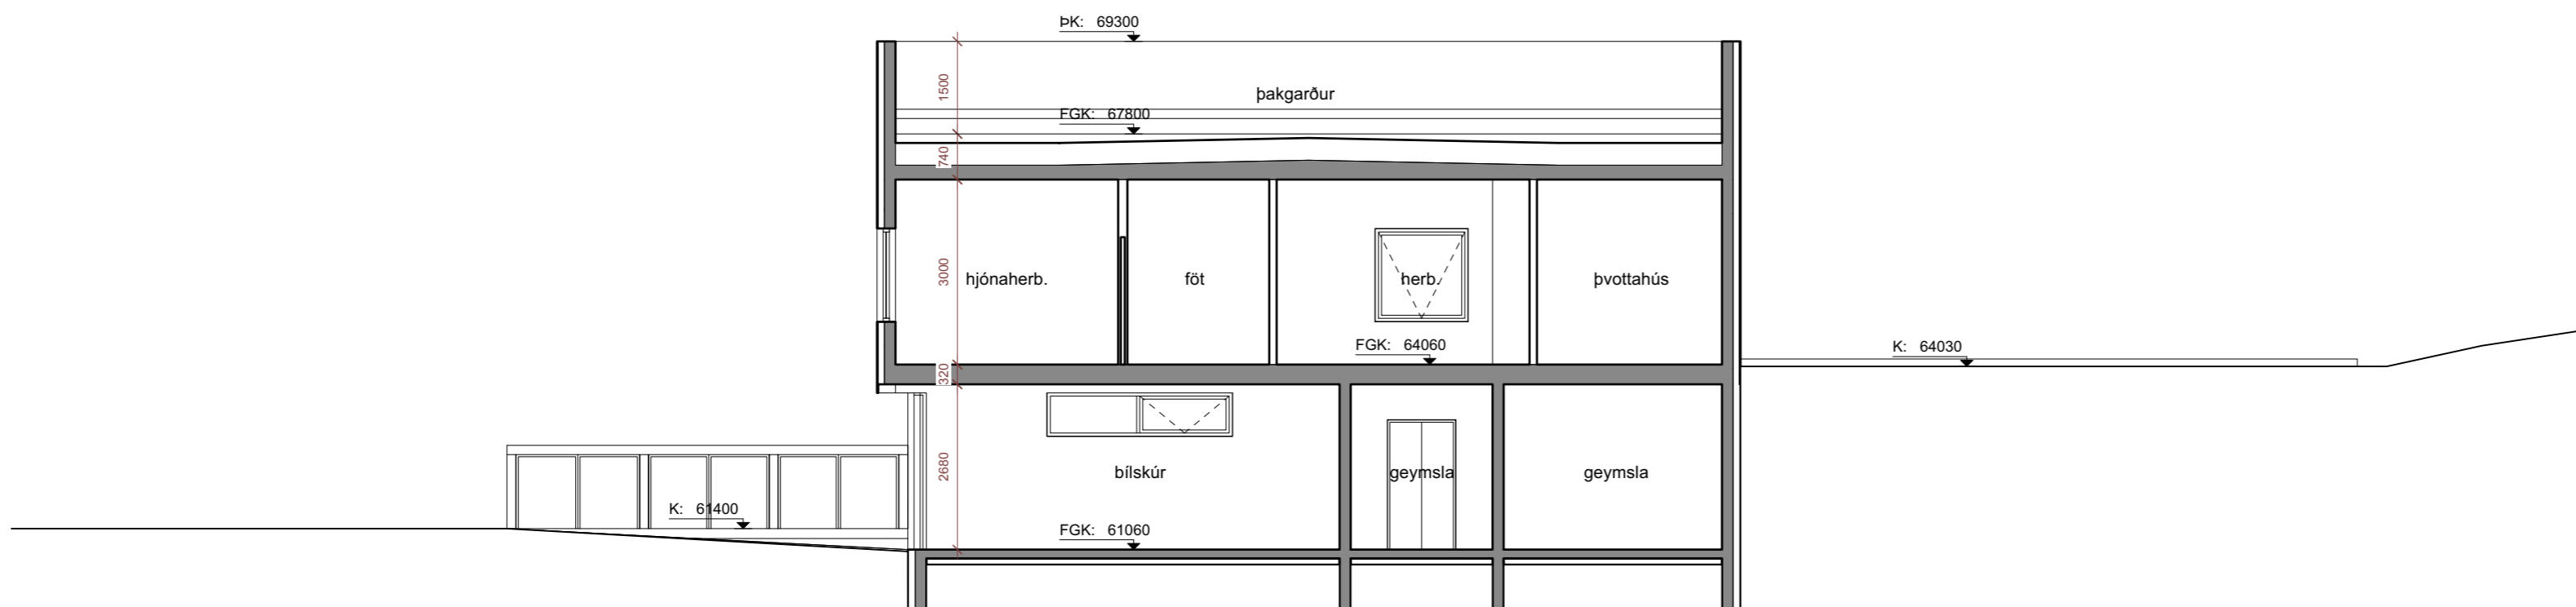 ÞK: 69300
1500
þakgarður
FGK: 67800
740
3000
hjónaherb.
föt
herb.
þvottahús
FGK: 64060
K: 64030
320
2680
bílskúr
geymsla
geymsla
K: 61400
FGK: 61060